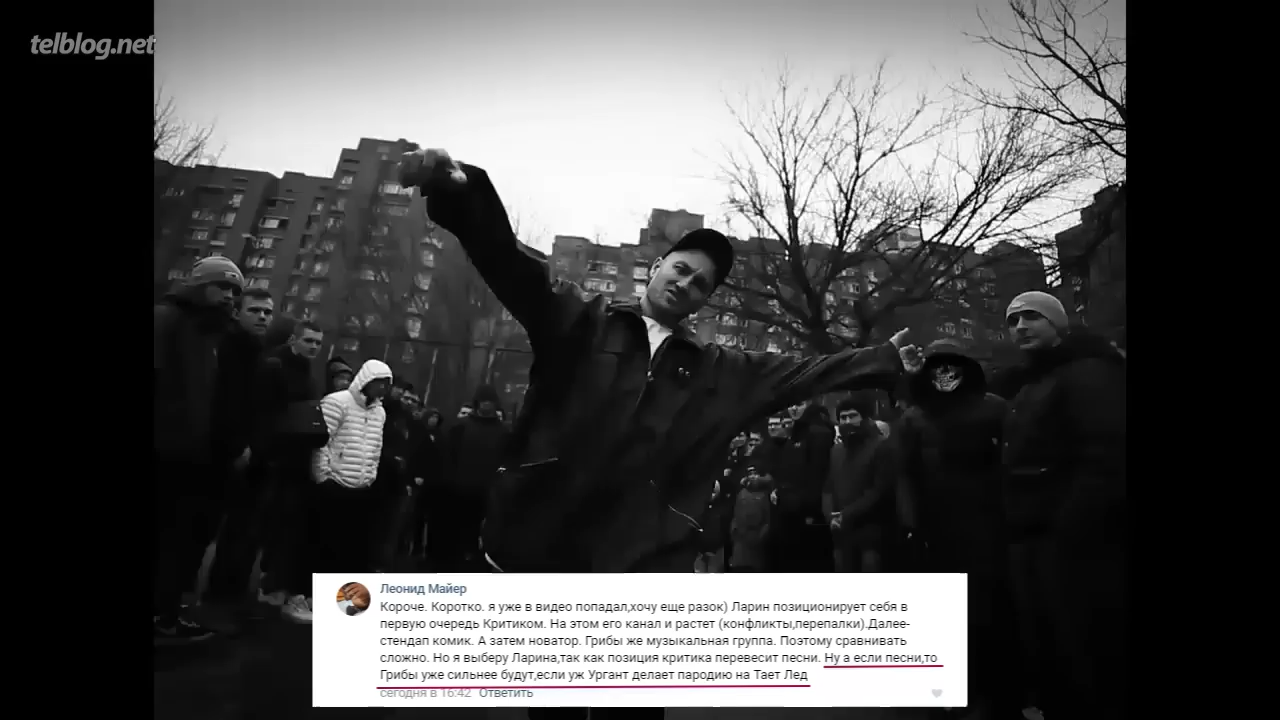 telblog.net
Леонид Майер
Короче. Коротко. я уже в видео попадал,хочу еще разок) Ларин позиционирует себя в
первую очередь Критиком. На этом его канал и растет (конфликты,перепалки).Далее-
стендап комик. А затем новатор. Грибы же музыкальная группа. Поэтому сравнивать
сложно. Но я выберу Ларина,так как позиция критика перевесит песни. Ну а если песни,то
Грибы уже сильнее будут,если уж Ургант делает пародию на Тает Лед
сегодня в 16:42 Ответить